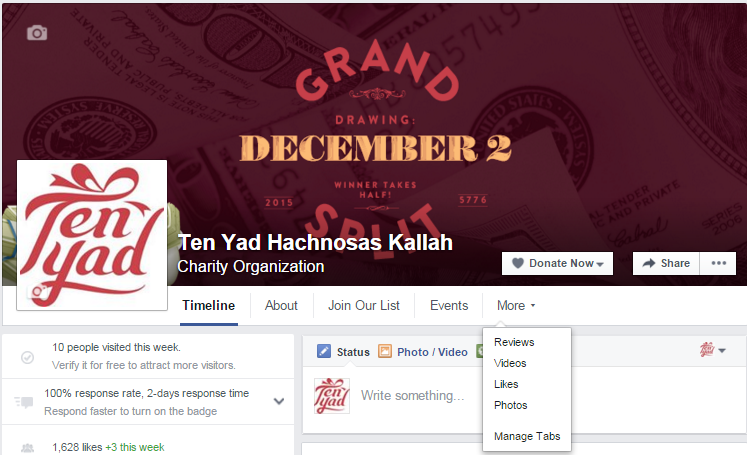 GRAND
DRAWING:
DECEMBER 2
WINNER TAKES
HALF!
2015
5776
SPLIT
SERIES
2006
Ten Yad
Ten Yad Hachnosas Kallah
Charity Organization
Donate Now
Share
Timeline
About
Join Our List
Events
More
Reviews
Videos
Likes
Photos
Manage Tabs
10 people visited this week.
Verify it for free to attract more visitors.
100% response rate, 2-days response time
Respond faster to turn on the badge
1,628 likes +3 this week
Status
Photo / Video
Ten Yad
Write something...